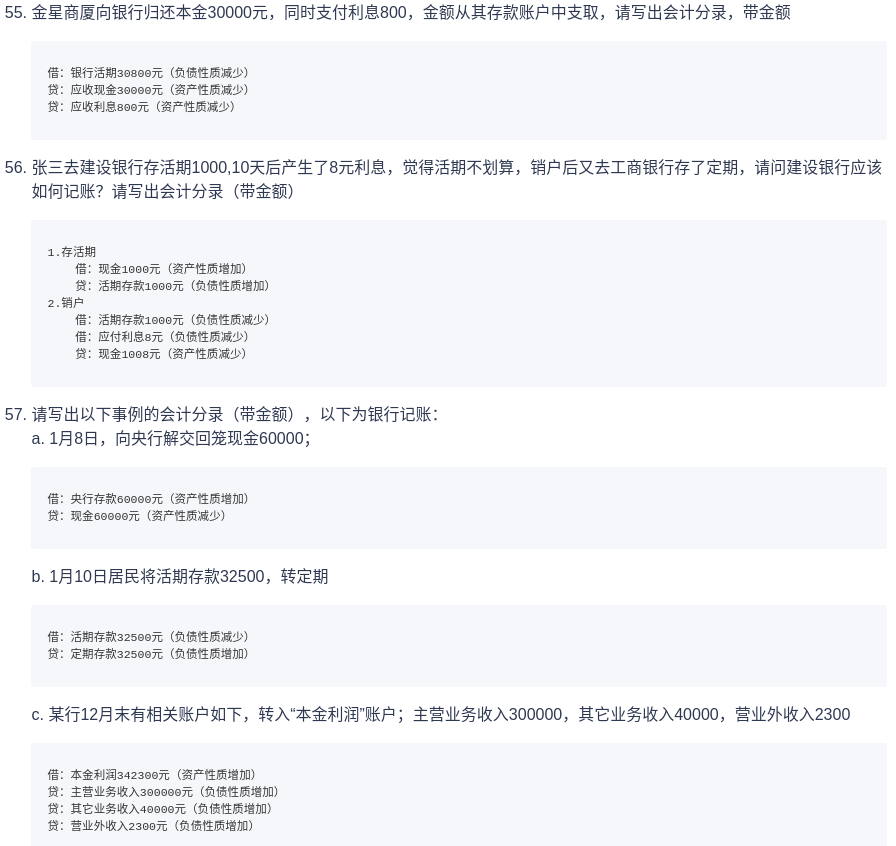 55. 金星商厦向银行归还本金30000元，同时支付利息800，金额从其存款账户中支取，请写出会计分录，带金额
借：银行活期30800元（负债性质减少）
贷：应收现金30000元（资产性质减少）
贷：应收利息800元（资产性质减少）
56. 张三去建设银行存活期1000,10天后产生了8元利息，觉得活期不划算，销户后又去工商银行存了定期，请问建设银行应该
如何记账？请写出会计分录（带金额）
1.存活期
借：现金1000元（资产性质增加）
贷：活期存款1000元（负债性质增加）
2.销户
借：活期存款1000元（负债性质减少）
借：应付利息8元（负债性质减少）
贷：现金1008元（资产性质减少）
57. 请写出以下事例的会计分录（带金额），以下为银行记账：
a. 1月8日，向央行解交回笼现金60000；
借：央行存款60000元（资产性质增加）
贷：现金60000元（资产性质减少）
b. 1月10日居民将活期存款32500，转定期
借：活期存款32500元（负债性质减少）
贷：定期存款32500元（负债性质增加）
c. 某行12月末有相关账户如下，转入“本金利润”账户；主营业务收入300000，其它业务收入40000，营业外收入2300
借：本金利润342300元（资产性质增加）
贷：主营业务收入300000元（负债性质增加）
贷：其它业务收入40000元（负债性质增加）
贷：营业外收入2300元（负债性质增加）